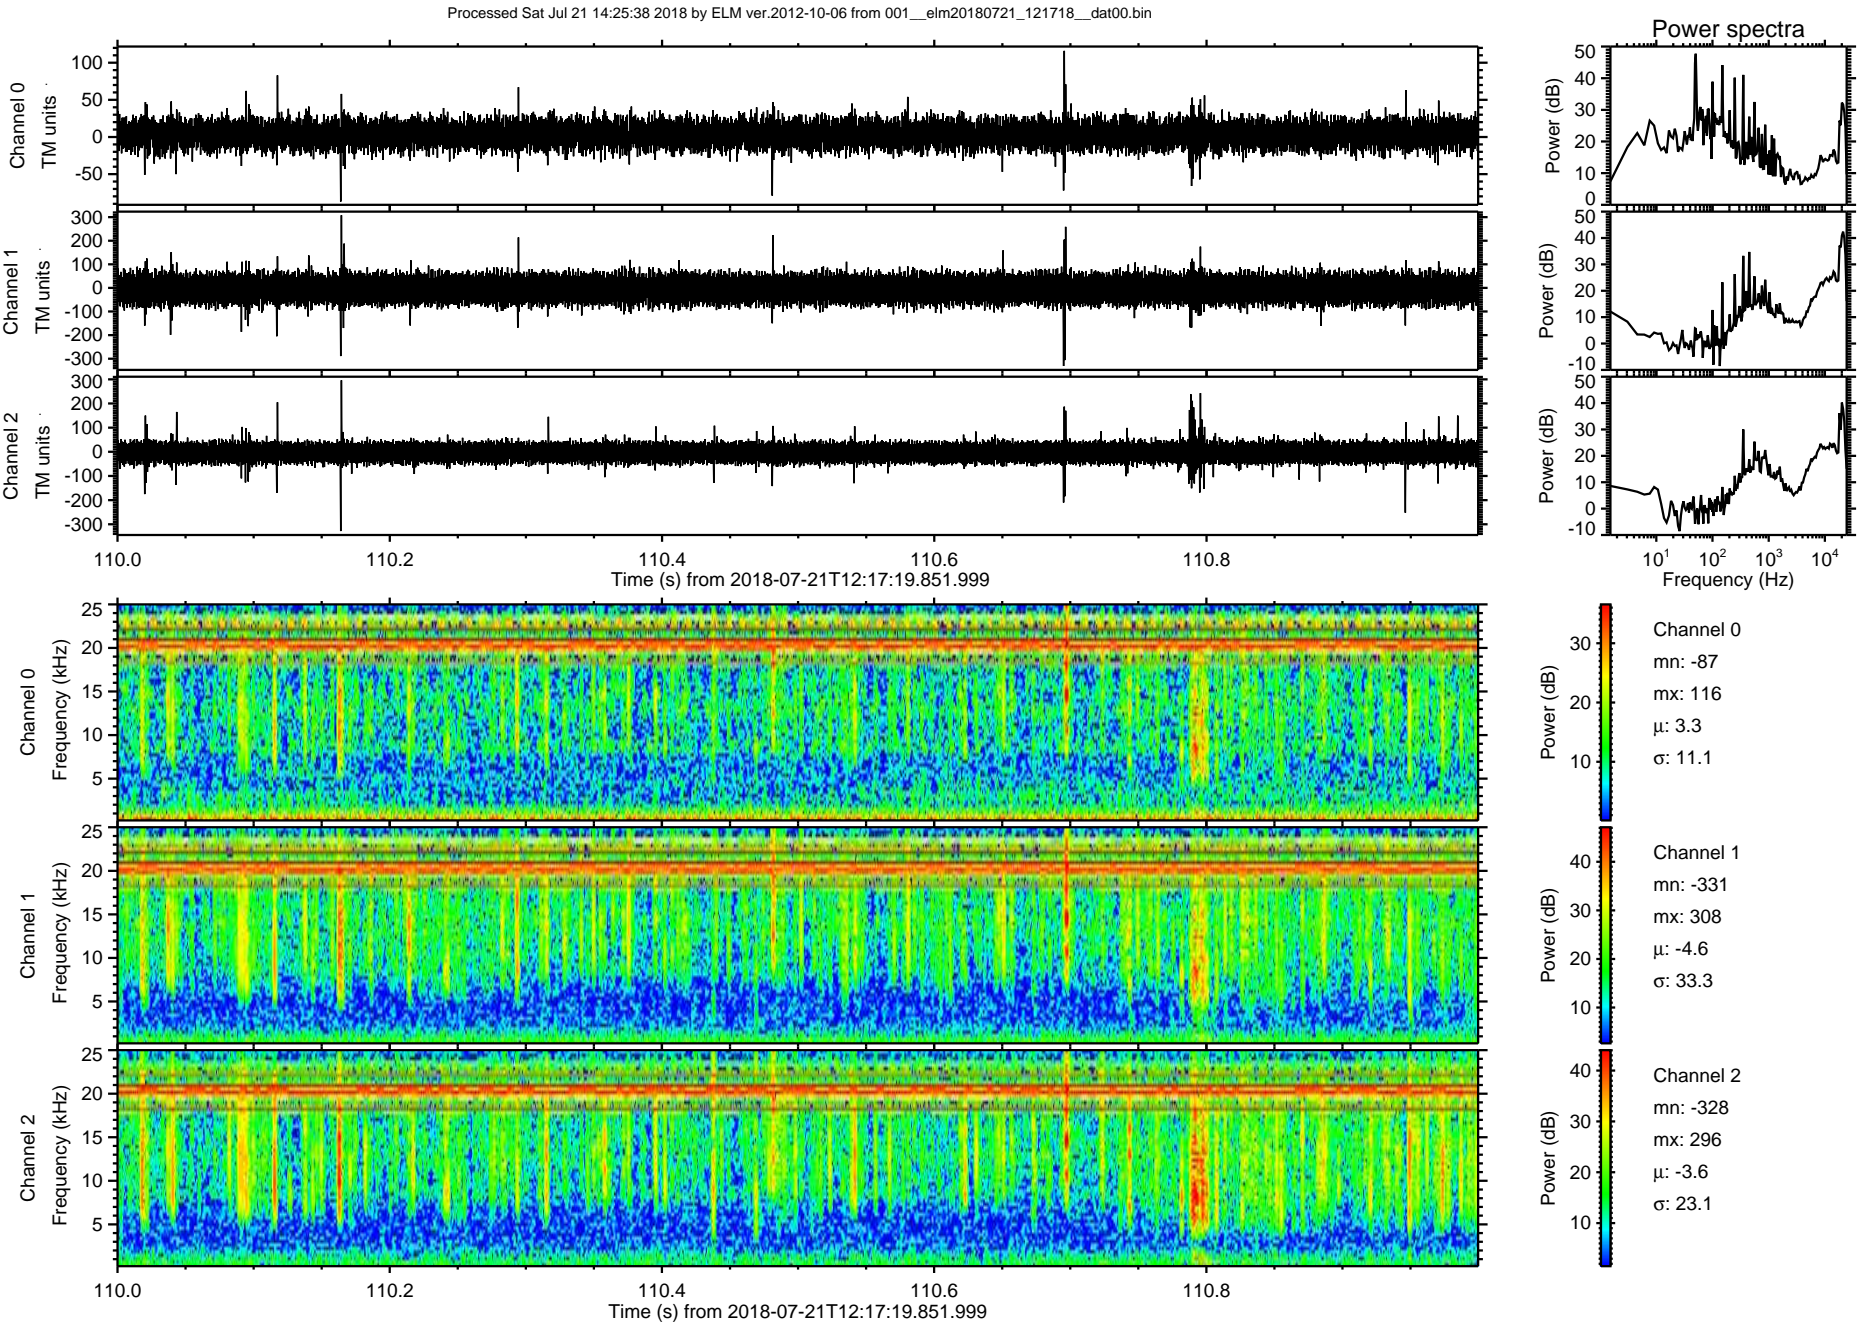 Processed Sat Jul 21 14:25:38 2018 by ELM ver.2012-10-06 from 001__elm20180721_121718__dat00.bin
Power spectra
Channel 0
TM units
100
50
0
-50
Power (dB)
50
40
30
20
10
0
Channel 1
TM units
300
200
100
0
-100
-200
-300
Power (dB)
50
40
30
20
10
0
-10
Channel 2
TM units
300
200
100
0
-100
-200
-300
Power (dB)
50
40
30
20
10
0
-10
110.0 110.2 110.4 110.6 110.8
Time (s) from 2018-07-21T12:17:19.851.999
10¹ 10² 10³ 10⁴
Frequency (Hz)
Channel 0
Frequency (kHz)
25
20
15
10
5
Power (dB)
30
20
10
Channel 0
mn: -87
mx: 116
µ: 3.3
σ: 11.1
Channel 1
Frequency (kHz)
25
20
15
10
5
Power (dB)
40
30
20
10
Channel 1
mn: -331
mx: 308
µ: -4.6
σ: 33.3
Channel 2
Frequency (kHz)
25
20
15
10
5
Power (dB)
40
30
20
10
Channel 2
mn: -328
mx: 296
µ: -3.6
σ: 23.1
110.0 110.2 110.4 110.6 110.8
Time (s) from 2018-07-21T12:17:19.851.999